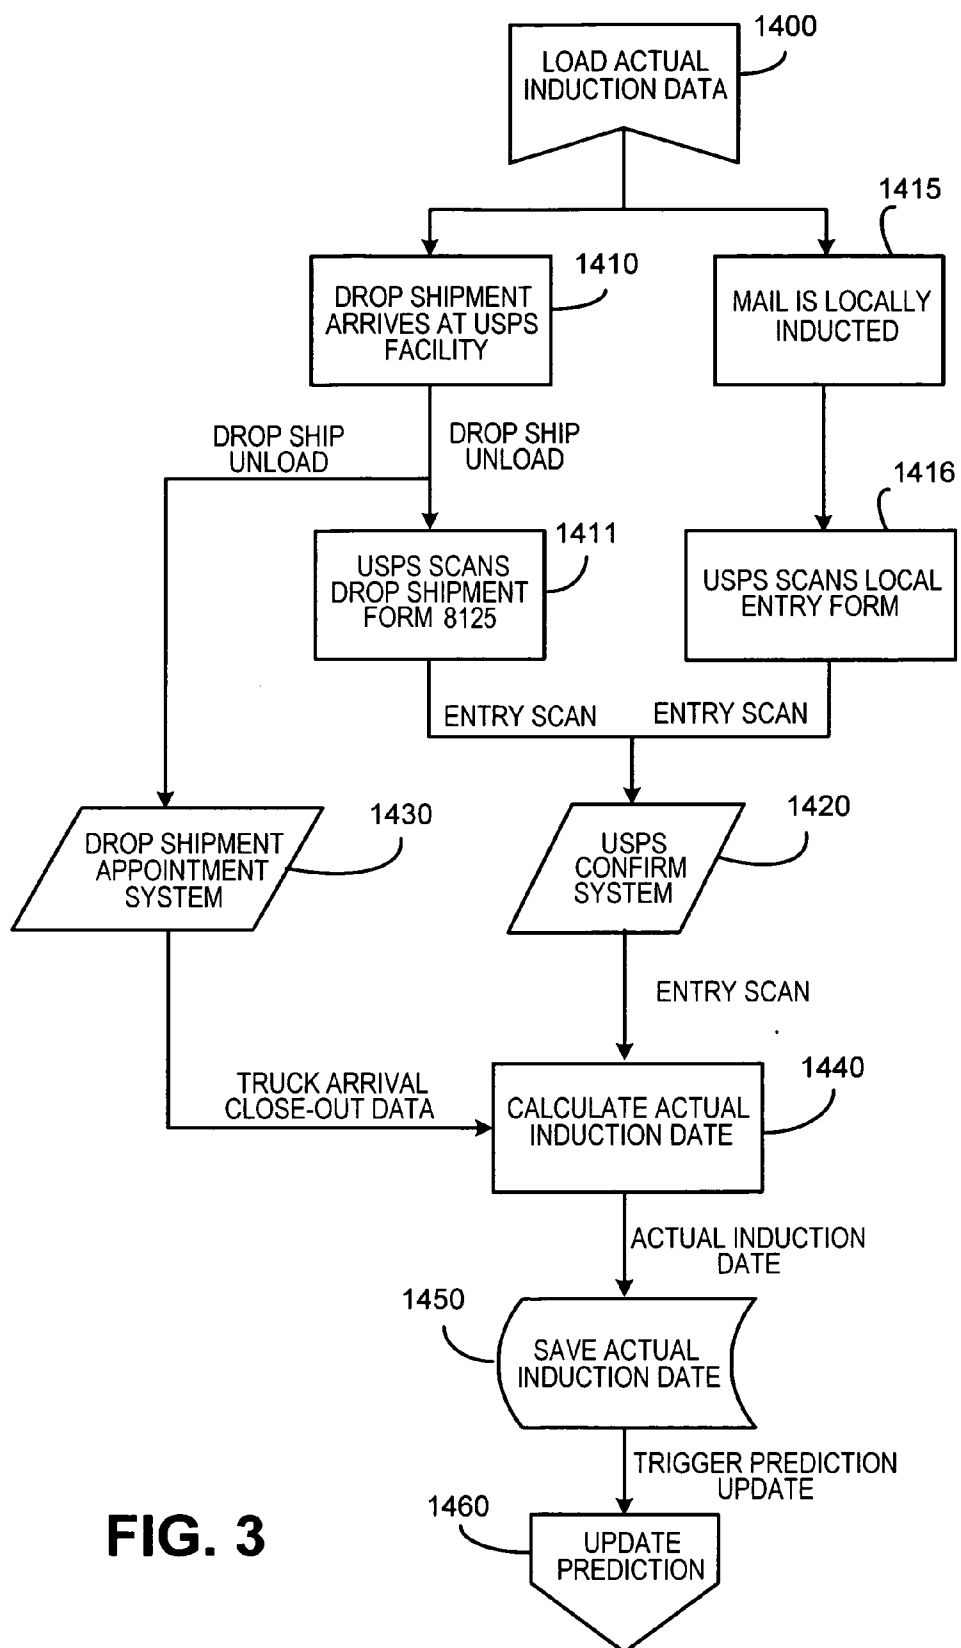 1400
LOAD ACTUAL
INDUCTION DATA
1415
1410
DROP SHIPMENT
ARRIVES AT USPS
FACILITY
MAIL IS LOCALLY
INDUCTED
DROP SHIP
UNLOAD
DROP SHIP
UNLOAD
1416
1411
USPS SCANS
DROP SHIPMENT
FORM 8125
USPS SCANS LOCAL
ENTRY FORM
ENTRY SCAN
ENTRY SCAN
1430
DROP SHIPMENT
APPOINTMENT
SYSTEM
1420
USPS
CONFIRM
SYSTEM
ENTRY SCAN
1440
TRUCK ARRIVAL
CLOSE-OUT DATA
CALCULATE ACTUAL
INDUCTION DATE
ACTUAL INDUCTION
DATE
1450
SAVE ACTUAL
INDUCTION DATE
TRIGGER PREDICTION
UPDATE
1460
UPDATE
PREDICTION
FIG. 3